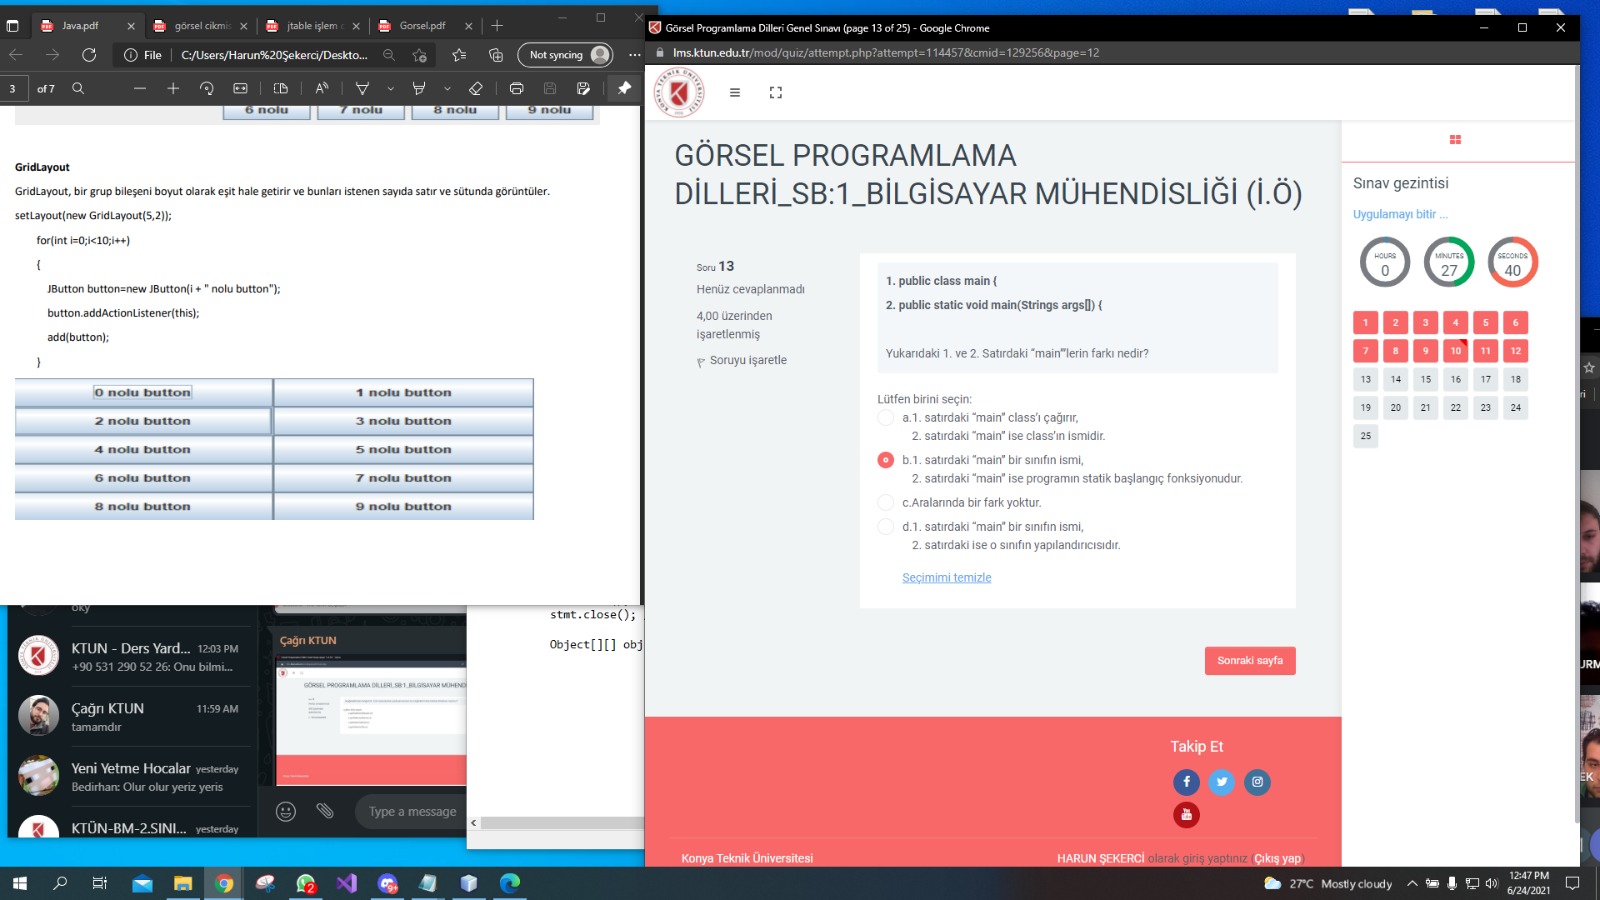 Java.pdf
görsel cikmis
jtable işlem
Gorsel.pdf
File
C:/Users/Harun%20Şekerci/Deskto...
Not syncing
3
of 7
6 nolu
7 nolu
8 nolu
9 nolu
GridLayout
GridLayout, bir grup bileşeni boyut olarak eşit hale getirir ve bunları istenen sayıda satır ve sütunda görüntüler.
setLayout(new GridLayout(5,2));
for(int i=0;i<10;i++)
{
JButton button=new JButton(i + " nolu button");
button.addActionListener(this);
add(button);
}
0 nolu button
1 nolu button
2 nolu button
3 nolu button
4 nolu button
5 nolu button
6 nolu button
7 nolu button
8 nolu button
9 nolu button
oky
KTUN - Ders Yard... 12:03 PM
+90 531 290 52 26: Onu bilmi...
Çağrı KTUN 11:59 AM
tamamdır
Yeni Yetme Hocalar yesterday
Bedirhan: Olur olur yeriz yeris
KTÜN-BM-2.SINI... yesterday
Çağrı KTUN
GÖRSEL PROGRAMLAMA DİLLERİ_SB:1_BİLGİSAYAR MÜHENDİ
Type a message
stmt.close();
Object[][] obj
Görsel Programlama Dilleri Genel Sınavı (page 13 of 25) - Google Chrome
lms.ktun.edu.tr/mod/quiz/attempt.php?attempt=114457&cmid=129256&page=12
GÖRSEL PROGRAMLAMA
DİLLERİ_SB:1_BİLGİSAYAR MÜHENDİSLİĞİ (İ.Ö)
Soru 13
Henüz cevaplanmadı
4,00 üzerinden
işaretlenmiş
Soruyu işaretle
1. public class main {
2. public static void main(Strings args[]) {
Yukarıdaki 1. ve 2. Satırdaki “main”’lerin farkı nedir?
Lütfen birini seçin:
a.1. satırdaki “main” class’ı çağırır,
2. satırdaki “main” ise class’ın ismidir.
b.1. satırdaki “main” bir sınıfın ismi,
2. satırdaki “main” ise programın statik başlangıç fonksiyonudur.
c.Aralarında bir fark yoktur.
d.1. satırdaki “main” bir sınıfın ismi,
2. satırdaki ise o sınıfın yapılandırıcısıdır.
Seçimimi temizle
Sonraki sayfa
Sınav gezintisi
Uygulamayı bitir ...
HOURS
0
MINUTES
27
SECONDS
40
1 2 3 4 5 6
7 8 9 10 11 12
13 14 15 16 17 18
19 20 21 22 23 24
25
Takip Et
Konya Teknik Üniversitesi
HARUN ŞEKERCİ olarak giriş yaptınız (Çıkış yap)
27°C Mostly cloudy
12:47 PM
6/24/2021